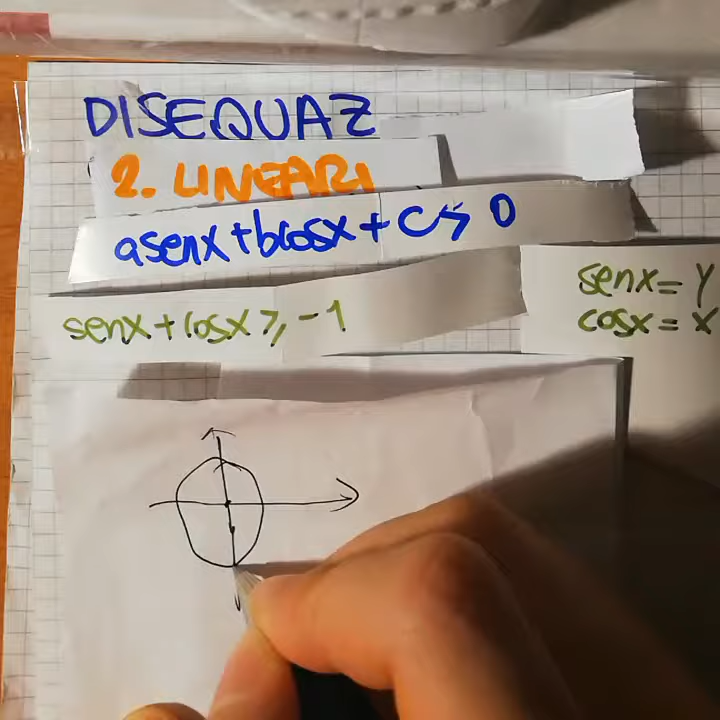 DISEQUAZ
2. LINEARI
asenx+bcosx+c≶0
senx+cosx≥-1
senx=Y
cosx=X